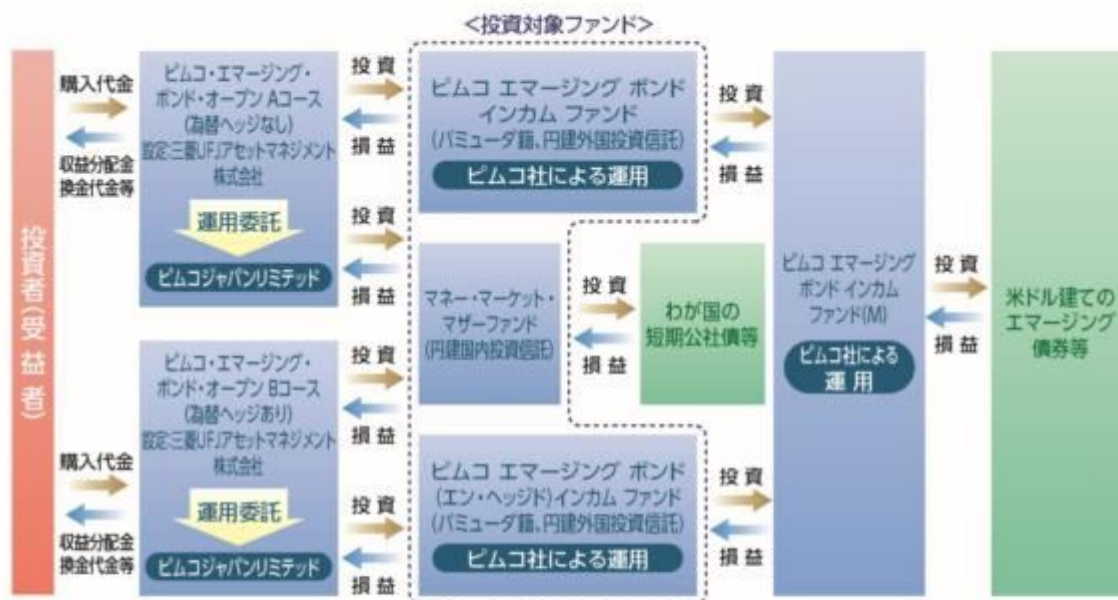 <投資対象ファンド>
投資者(受益者)
購入代金
収益分配金
換金代金等
ピムコ・エマージング・
ボンド・オープン Aコース
(為替ヘッジなし)
設定:三菱UFJアセットマネジメント
株式会社
運用委託
ピムコジャパンリミテッド
投資
損益
投資
損益
ピムコ エマージング ボンド
インカム ファンド
(バミューダ籍、円建外国投資信託)
ピムコ社による運用
投資
損益
マネー・マーケット・
マザーファンド
(円建国内投資信託)
投資
損益
わが国の
短期公社債等
ピムコ エマージング
ボンド インカム
ファンド(M)
ピムコ社による
運用
投資
損益
米ドル建ての
エマージング
債券等
購入代金
収益分配金
換金代金等
ピムコ・エマージング・
ボンド・オープン Bコース
(為替ヘッジあり)
設定:三菱UFJアセットマネジメント
株式会社
運用委託
ピムコジャパンリミテッド
投資
損益
投資
損益
ピムコ エマージング ボンド
(エン・ヘッジド)インカム ファンド
(バミューダ籍、円建外国投資信託)
ピムコ社による運用
投資
損益